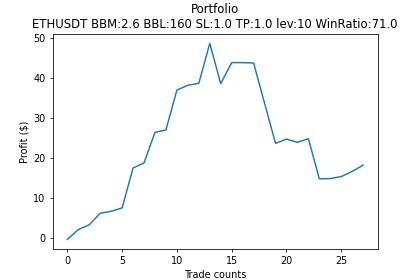 Portfolio
ETHUSDT BBM:2.6 BBL:160 SL:1.0 TP:1.0 lev:10 WinRatio:71.0
50
40
30
20
10
0
Profit ($)
0 5 10 15 20 25
Trade counts